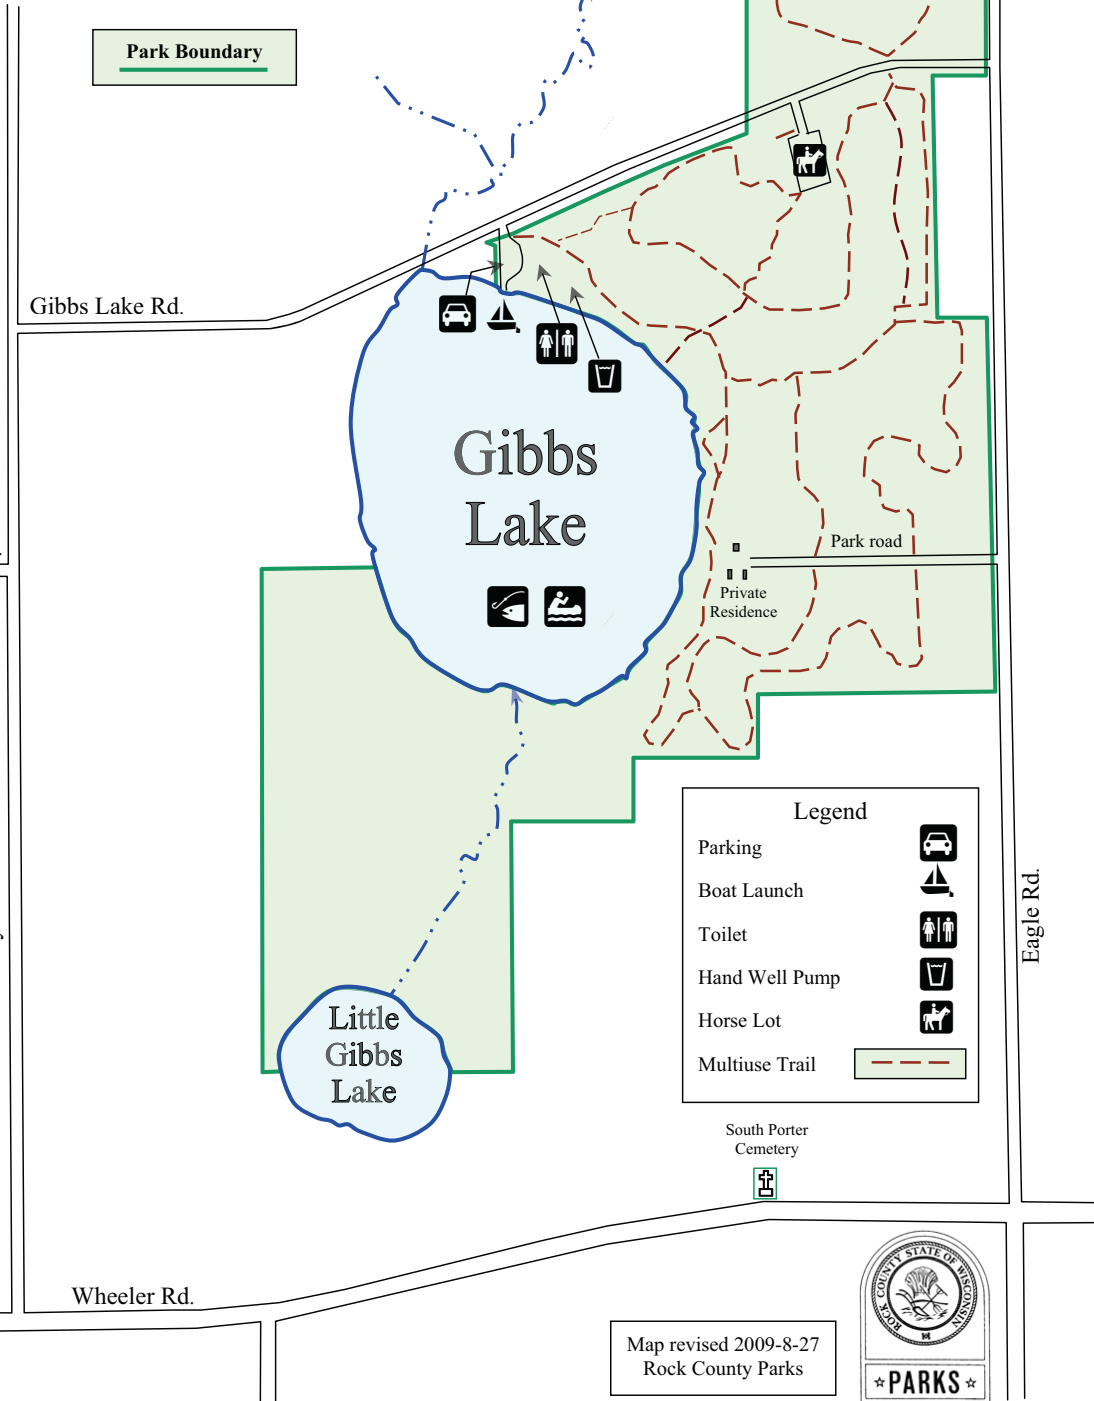 Park Boundary
Gibbs Lake Rd.
Gibbs
Lake
Park road
Private
Residence
Legend
Parking
Boat Launch
Toilet
Hand Well Pump
Horse Lot
Multiuse Trail
Eagle Rd.
Little
Gibbs
Lake
South Porter
Cemetery
Wheeler Rd.
Map revised 2009-8-27
Rock County Parks
ROCK COUNTY STATE OF WISCONSIN
PARKS